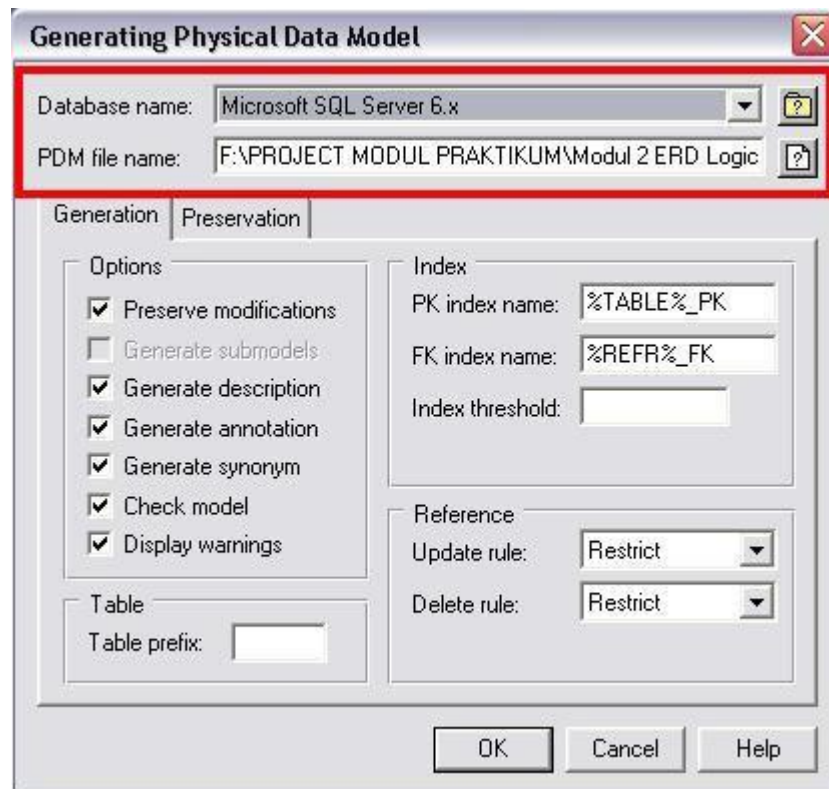 Generating Physical Data Model
Database name: Microsoft SQL Server 6.x
PDM file name: F:\PROJECT MODUL PRAKTIKUM\Modul 2 ERD Logic
Generation Preservation
Options
Preserve modifications
Generate submodels
Generate description
Generate annotation
Generate synonym
Check model
Display warnings
Table
Table prefix:
Index
PK index name: %TABLE%_PK
FK index name: %REFR%_FK
Index threshold:
Reference
Update rule: Restrict
Delete rule: Restrict
OK Cancel Help